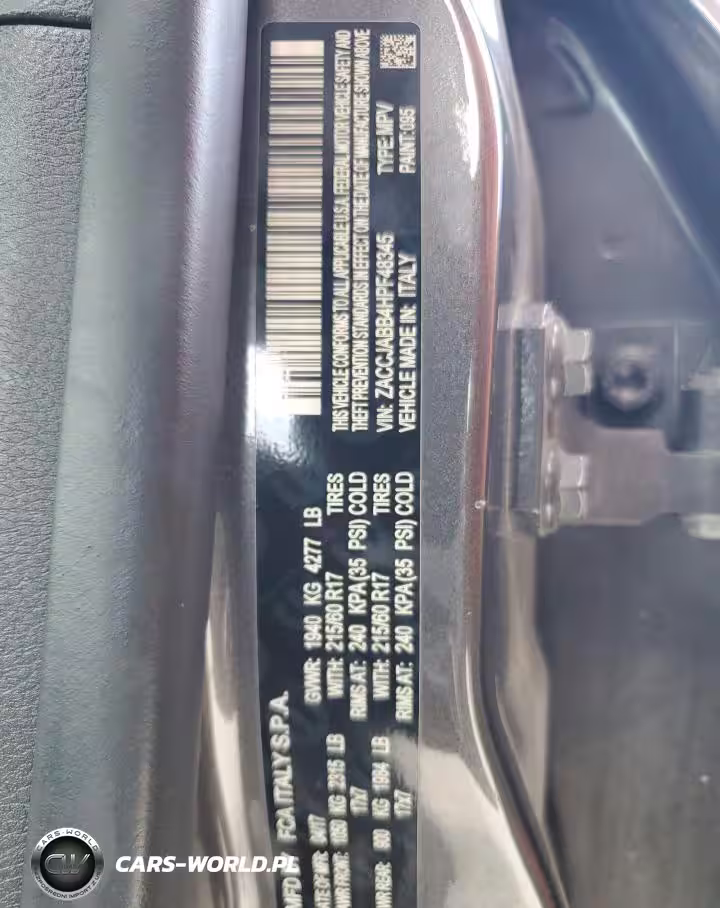 MFD FCA ITALY S.P.A.
DATE OF MFR: 04/17 GVWR: 1940 KG 4277 LB
GAWR FRONT: 1050 KG 2315 LB WITH: 215/60 R17 TIRES
17x7 RIMS AT: 240 KPA(35 PSI) COLD
GAWR REAR: 900 KG 1984 LB WITH: 215/60 R17 TIRES
17x7 RIMS AT: 240 KPA(35 PSI) COLD
THIS VEHICLE CONFORMS TO ALL APPLICABLE U.S.A. FEDERAL MOTOR VEHICLE SAFETY AND
THEFT PREVENTION STANDARDS IN EFFECT ON THE DATE OF MANUFACTURE SHOWN ABOVE
VIN: ZACCJABB4HPF48345 TYPE:MPV
VEHICLE MADE IN: ITALY PAINT:095
CARS-WORLD
CW
CARS-WORLD.PL